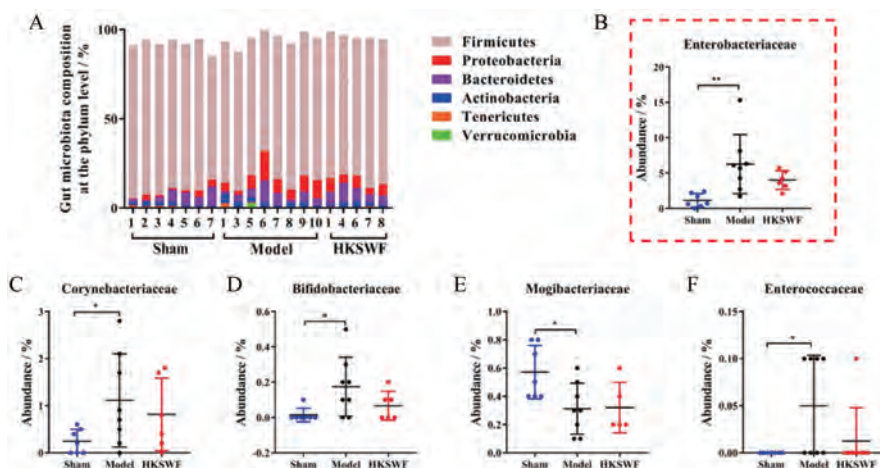 A
Gut microbiota composition
at the phylum level / %
100
50
0
1 2 3 4 5 6 7 1 3 5 6 7 8 9 10 1 4 6 7 8
Sham Model HKSWF
Firmicutes
Proteobacteria
Bacteroidetes
Actinobacteria
Tenericutes
Verrucomicrobia
B
Enterobacteriaceae
Abundance / %
20
15
10
5
0
**
Sham Model HKSWF
C
Corynebacteriaceae
Abundance / %
3
2
1
0
*
Sham Model HKSWF
D
Bifidobacteriaceae
Abundance / %
0.6
0.4
0.2
0.0
-0.2
*
Sham Model HKSWF
E
Mogibacteriaceae
Abundance / %
1.0
0.8
0.6
0.4
0.2
0.0
*
Sham Model HKSWF
F
Enterococcaceae
Abundance / %
0.15
0.10
0.05
0.00
*
Sham Model HKSWF